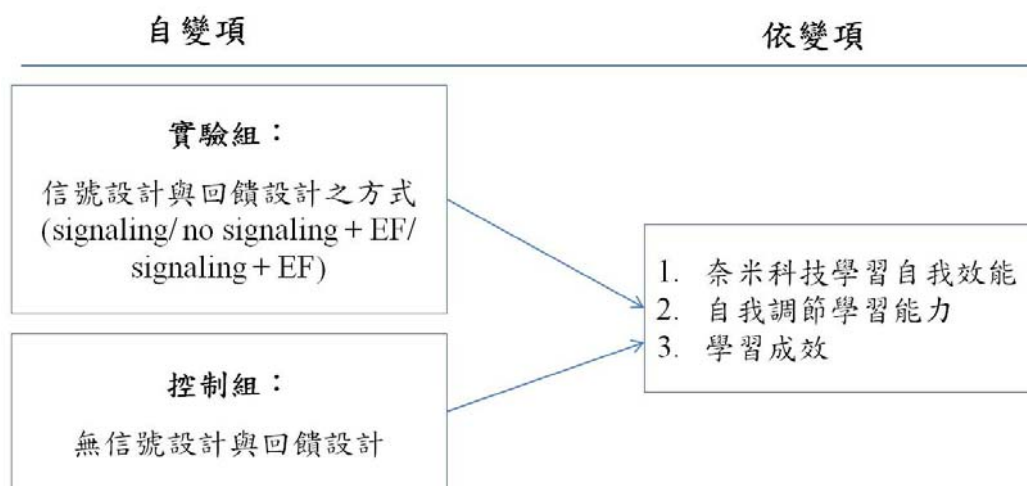 自變項
依變項
實驗組：
信號設計與回饋設計之方式
(signaling/ no signaling + EF/
signaling + EF)
控制組：
無信號設計與回饋設計
1. 奈米科技學習自我效能
2. 自我調節學習能力
3. 學習成效